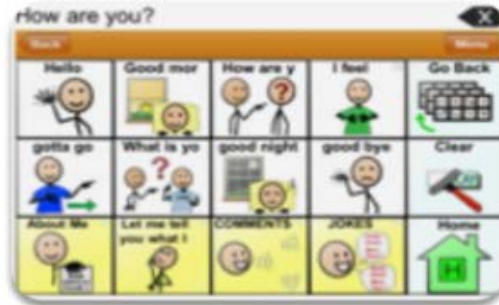 How are you?
Back
Menu
Hello
Good mor
How are y
I feel
Go Back
gotta go
What is yo
good night
good bye
Clear
About Me
Let me tell
you what I
COMMENTS
JOKES
Home
H